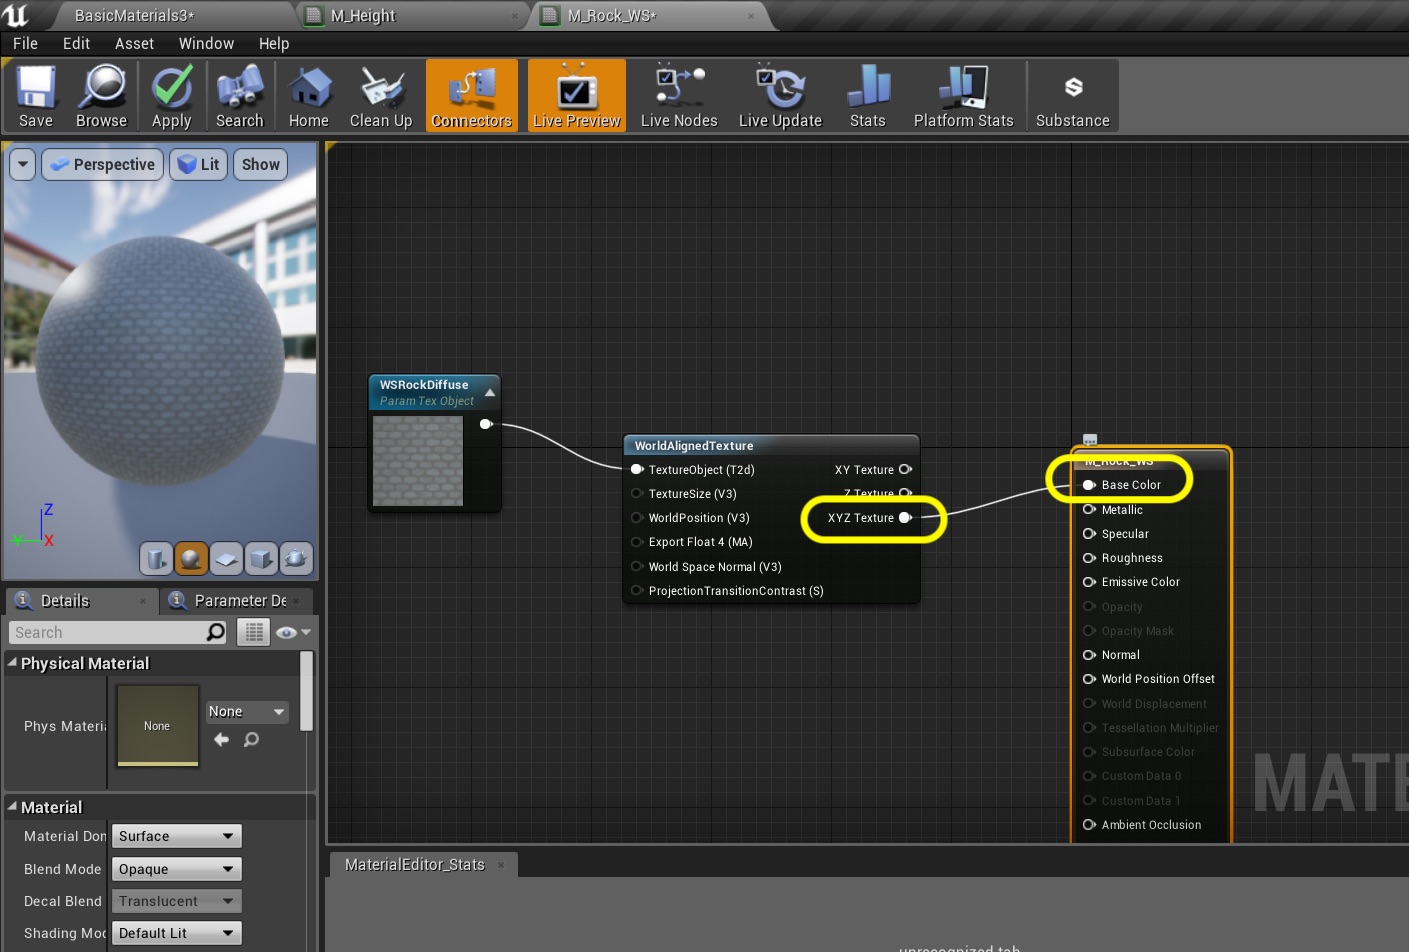 BasicMaterials3*
M_Height
M_Rock_WS*
File Edit Asset Window Help
Save Browse Apply Search Home Clean Up Connectors Live Preview Live Nodes Live Update Stats Platform Stats Substance
Perspective Lit Show
Z
Y
X
WSRockDiffuse
Param Tex Object
WorldAlignedTexture
TextureObject (T2d)
TextureSize (V3)
WorldPosition (V3)
Export Float 4 (MA)
World Space Normal (V3)
ProjectionTransitionContrast (S)
XY Texture
Z Texture
XYZ Texture
M_Rock_WS
Base Color
Metallic
Specular
Roughness
Emissive Color
Opacity
Opacity Mask
Normal
World Position Offset
World Displacement
Tessellation Multiplier
Subsurface Color
Custom Data 0
Custom Data 1
Ambient Occlusion
MATE
Details
Parameter De
Search
Physical Material
Phys Materia
None
None
Material
Material Dom
Surface
Blend Mode
Opaque
Decal Blend
Translucent
Shading Mod
Default Lit
MaterialEditor_Stats
unrecognized tab